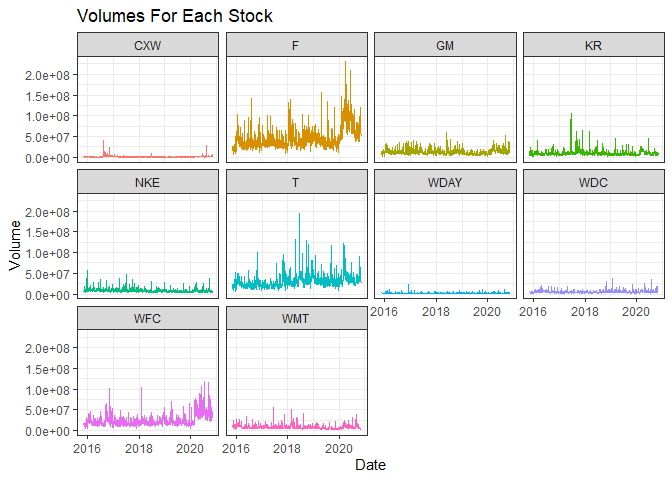 Volumes For Each Stock
CXW F GM KR
2.0e+08
1.5e+08
1.0e+08
5.0e+07
0.0e+00
NKE T WDAY WDC
2.0e+08
1.5e+08
1.0e+08
5.0e+07
0.0e+00
2016 2018 2020 2016 2018 2020
WFC WMT
2.0e+08
1.5e+08
1.0e+08
5.0e+07
0.0e+00
2016 2018 2020 2016 2018 2020
Volume
Date